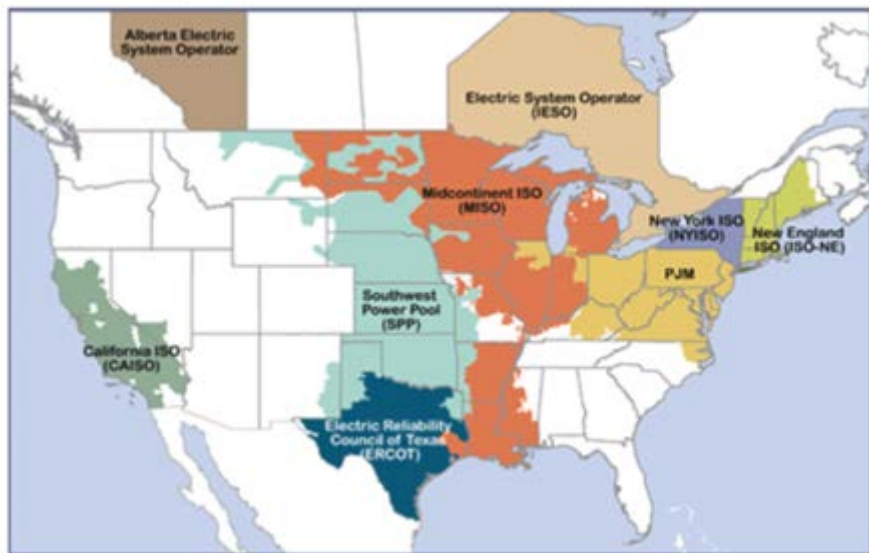 Alberta Electric
System Operator
Electric System Operator
(IESO)
Midcontinent ISO
(MISO)
New York ISO
(NYISO)
New England
ISO (ISO-NE)
PJM
Southwest
Power Pool
(SPP)
California ISO
(CAISO)
Electric Reliability
Council of Texas
(ERCOT)